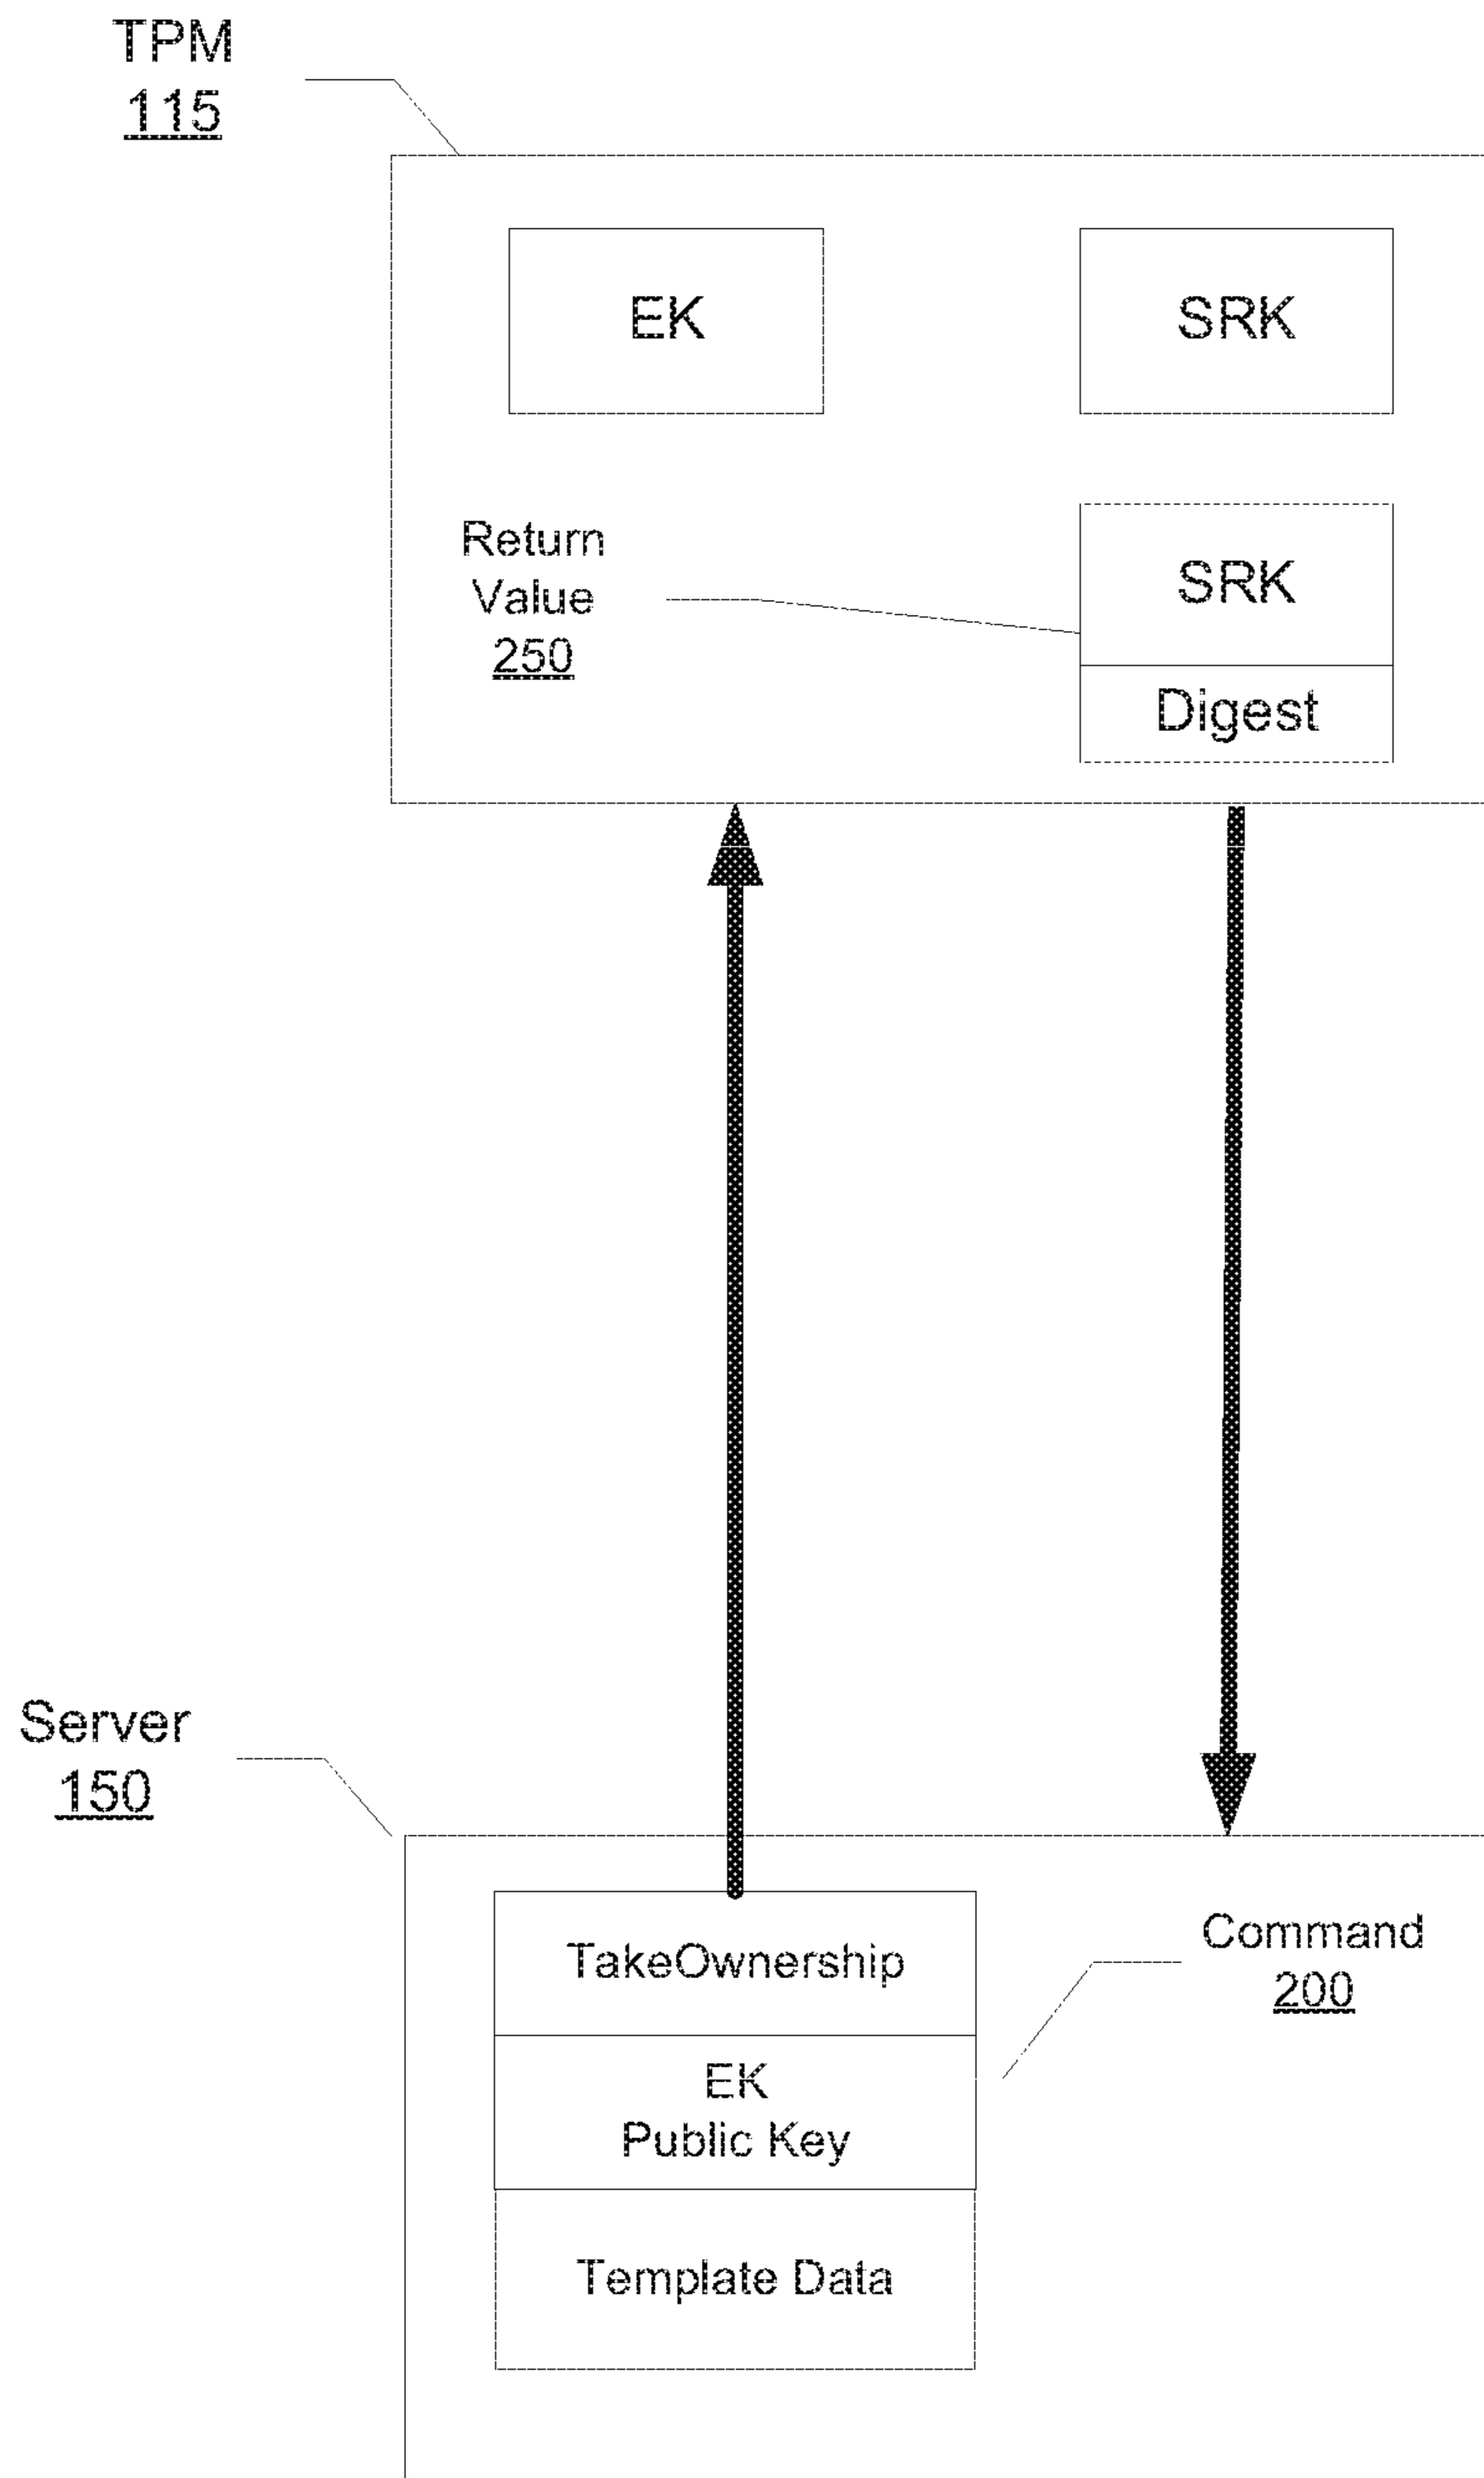 TPM
115
EK
SRK
Return
Value
250
SRK
Digest
Server
150
TakeOwnership
Command
200
EK
Public Key
Template Data